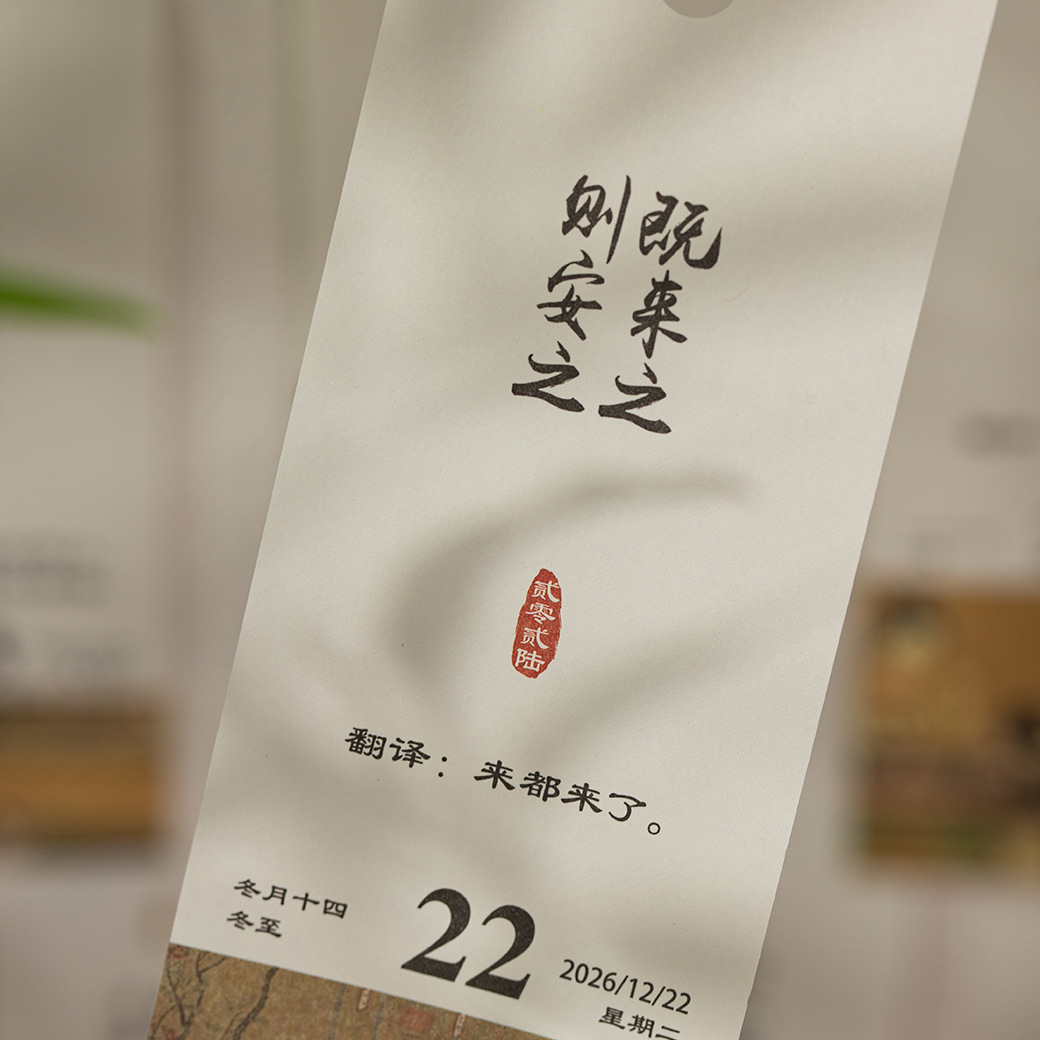 既来之
则安之
贰零贰陆
翻译：来都来了。
冬月十四
冬至
22
2026/12/22
星期二